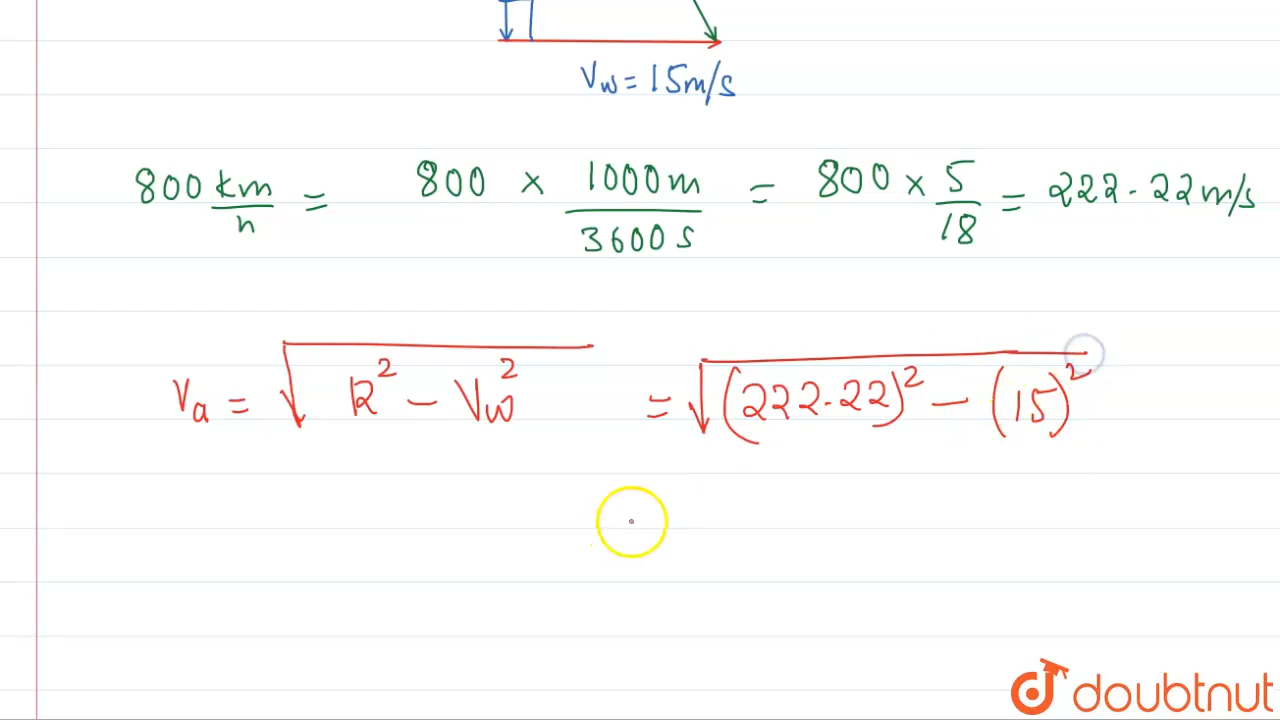 Vw = 15m/s
800 km/h = 800 × 1000m/3600s = 800 × 5/18 = 222.22m/s
Va = √(R² - Vw²) = √((222.22)² - (15)²)
doubtnut